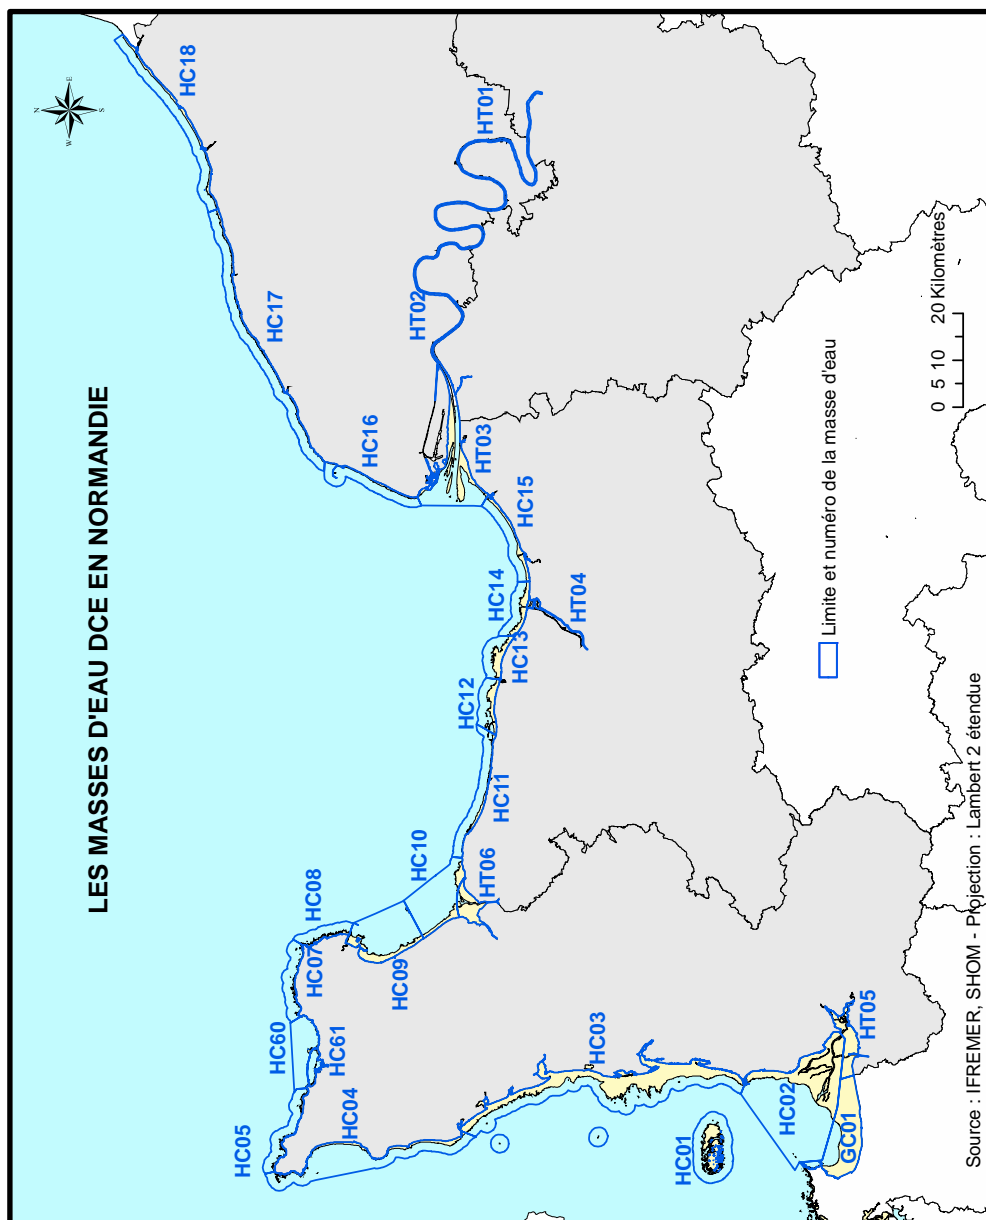 LES MASSES D'EAU DCE EN NORMANDIE
N
E
S
W
HC18
HT01
HC17
HT02
HC16
HT03
HC15
HC14
HT04
HC13
HC12
HC11
HC10
HT06
HC08
HC07
HC09
HC60
HC61
HC05
HC04
HC03
HT05
HC02
HC01
GC01
Limite et numéro de la masse d'eau
0 5 10 20 Kilomètres
Source : IFREMER, SHOM - Projection : Lambert 2 étendue